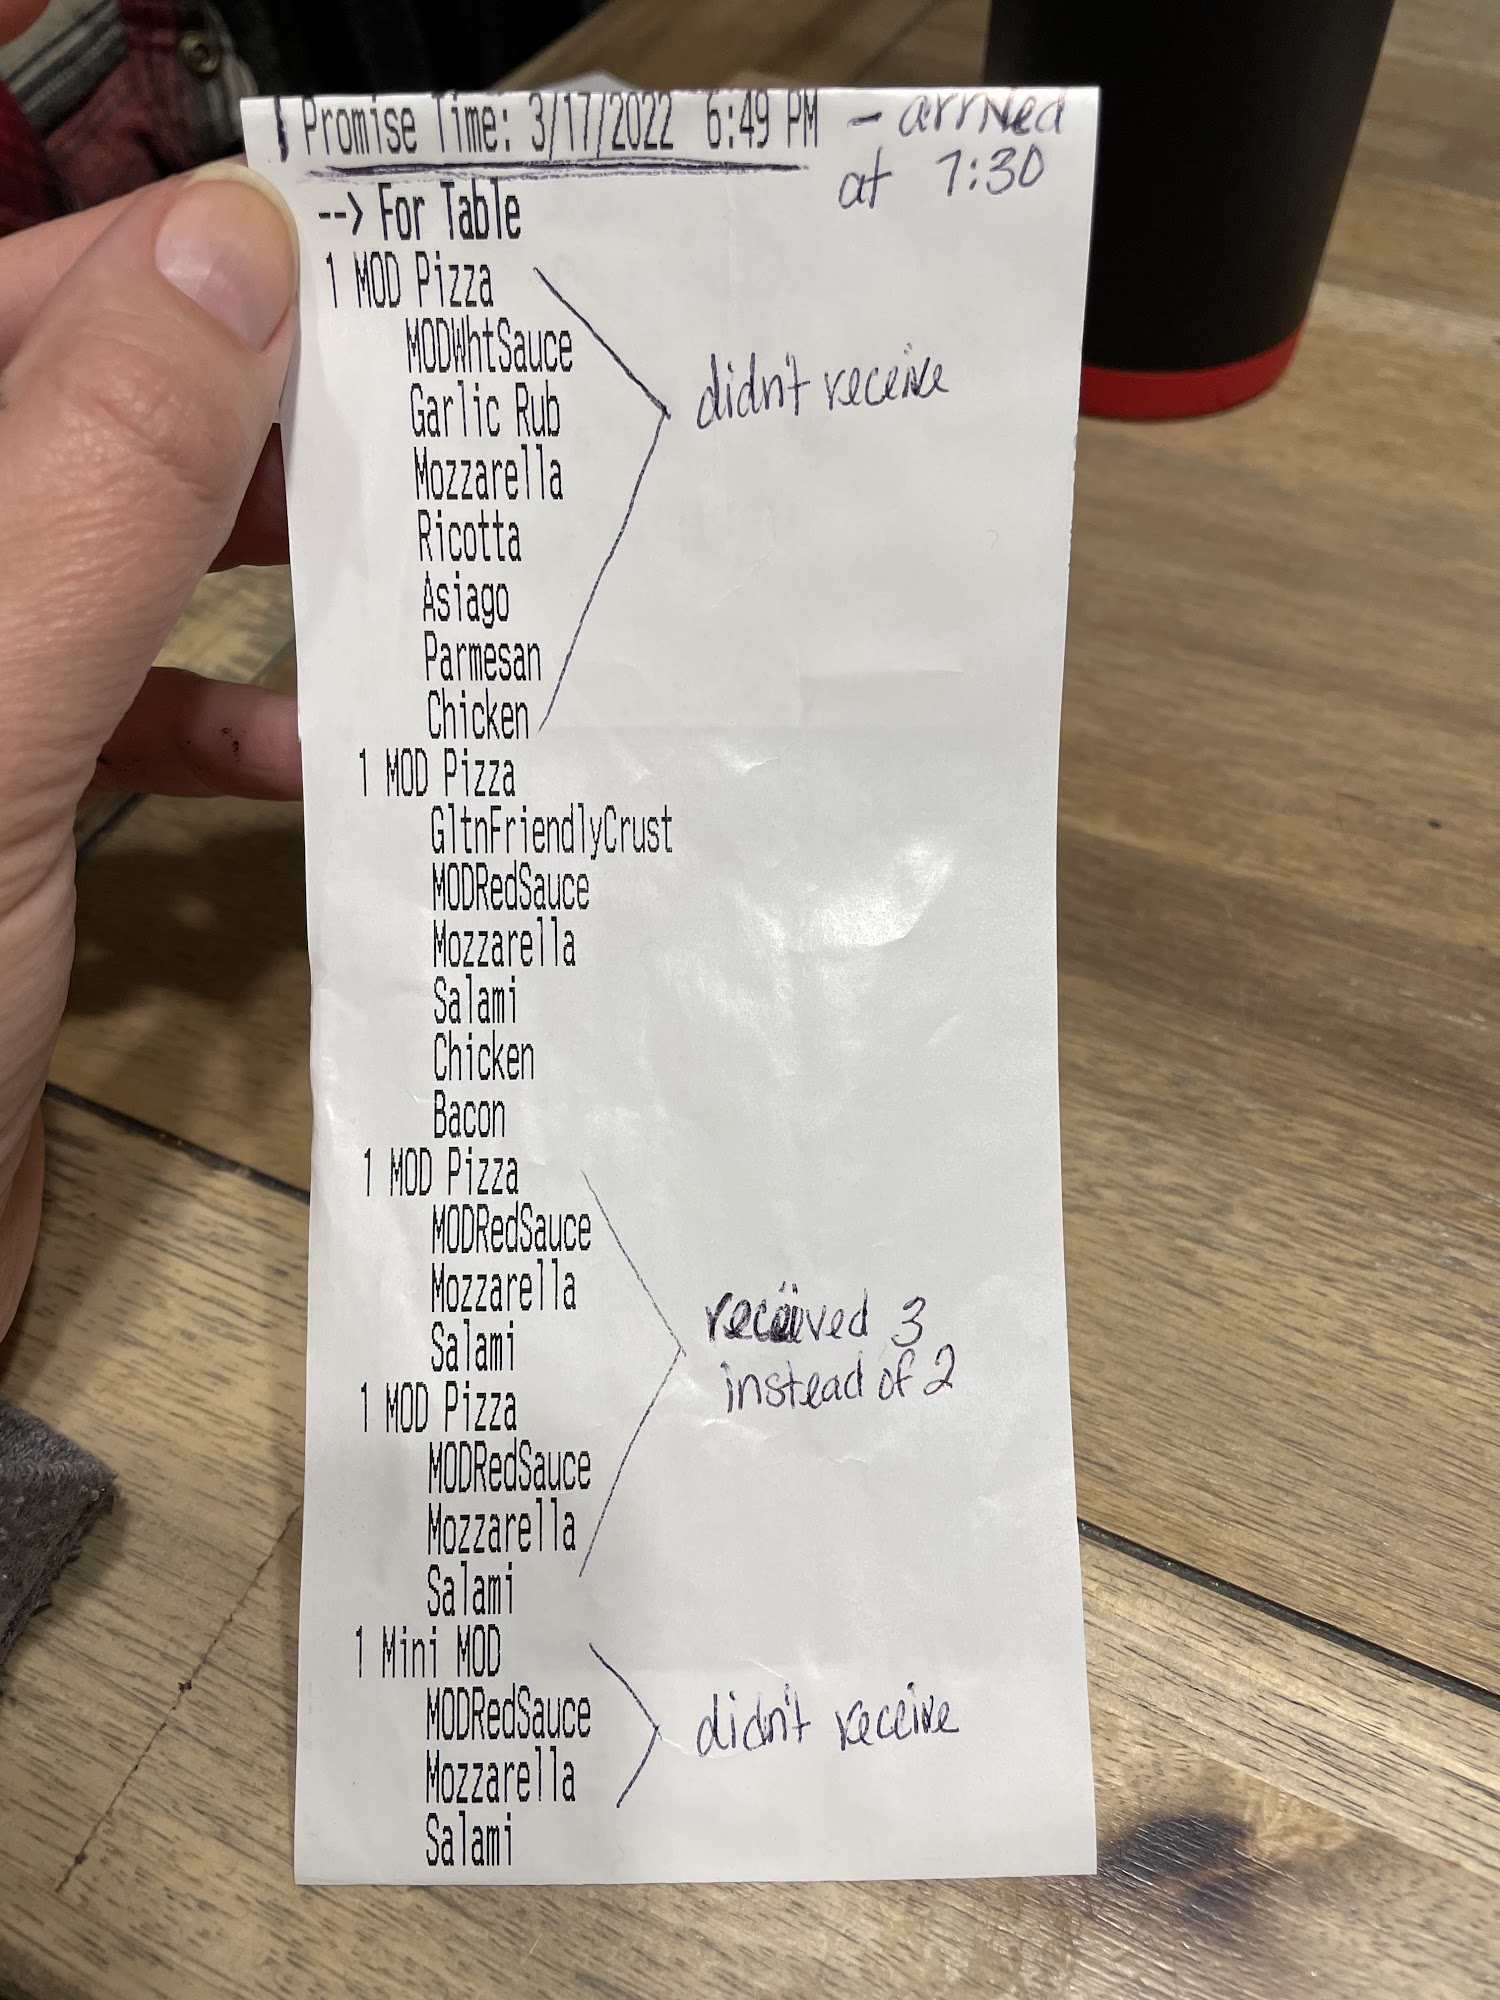 Promise Time: 3/17/2022 6:49 PM - arrived
at 7:30
--> For Table
1 MOD Pizza
MODWhtSauce
Garlic Rub
didn't receive
Mozzarella
Ricotta
Asiago
Parmesan
Chicken
1 MOD Pizza
GltnFriendlyCrust
MODRedSauce
Mozzarella
Salami
Chicken
Bacon
1 MOD Pizza
MODRedSauce
Mozzarella
Salami
received 3
instead of 2
1 MOD Pizza
MODRedSauce
Mozzarella
Salami
1 Mini MOD
MODRedSauce
didn't receive
Mozzarella
Salami